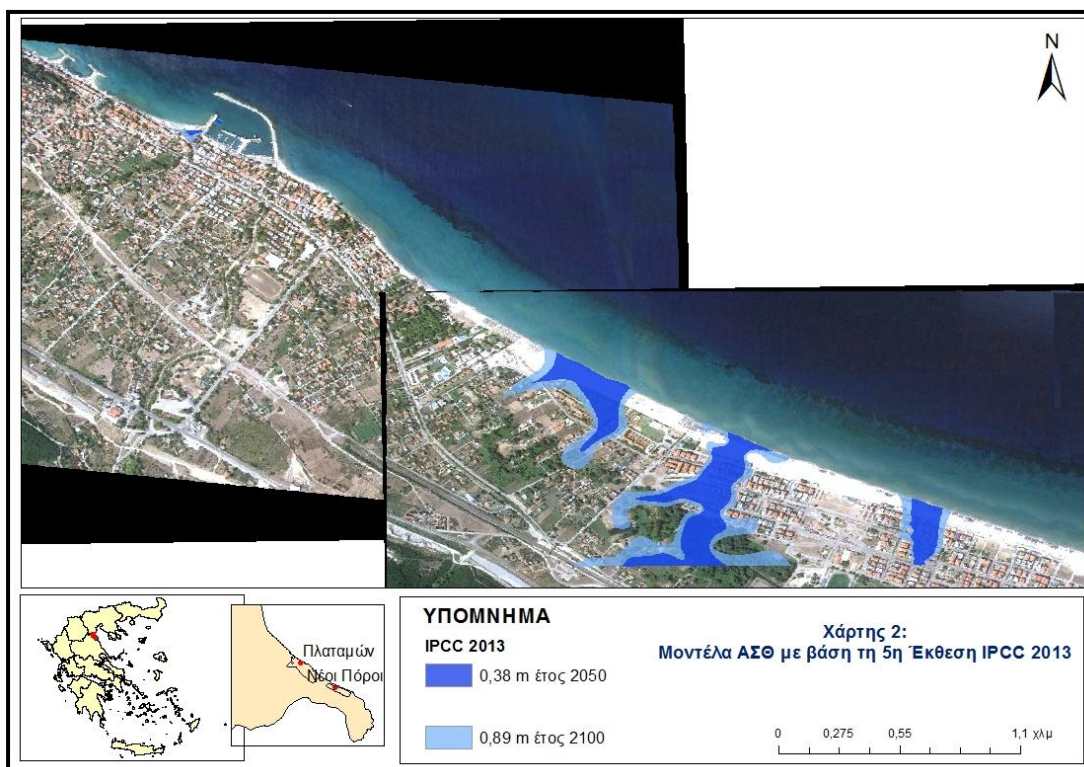 N
ΥΠΟΜΝΗΜΑ
IPCC 2013
0,38 m έτος 2050
0,89 m έτος 2100
Χάρτης 2:
Μοντέλα ΑΣΘ με βάση τη 5η Έκθεση IPCC 2013
0 0,275 0,55 1,1 χλμ
Πλαταμών
Νέοι Πόροι